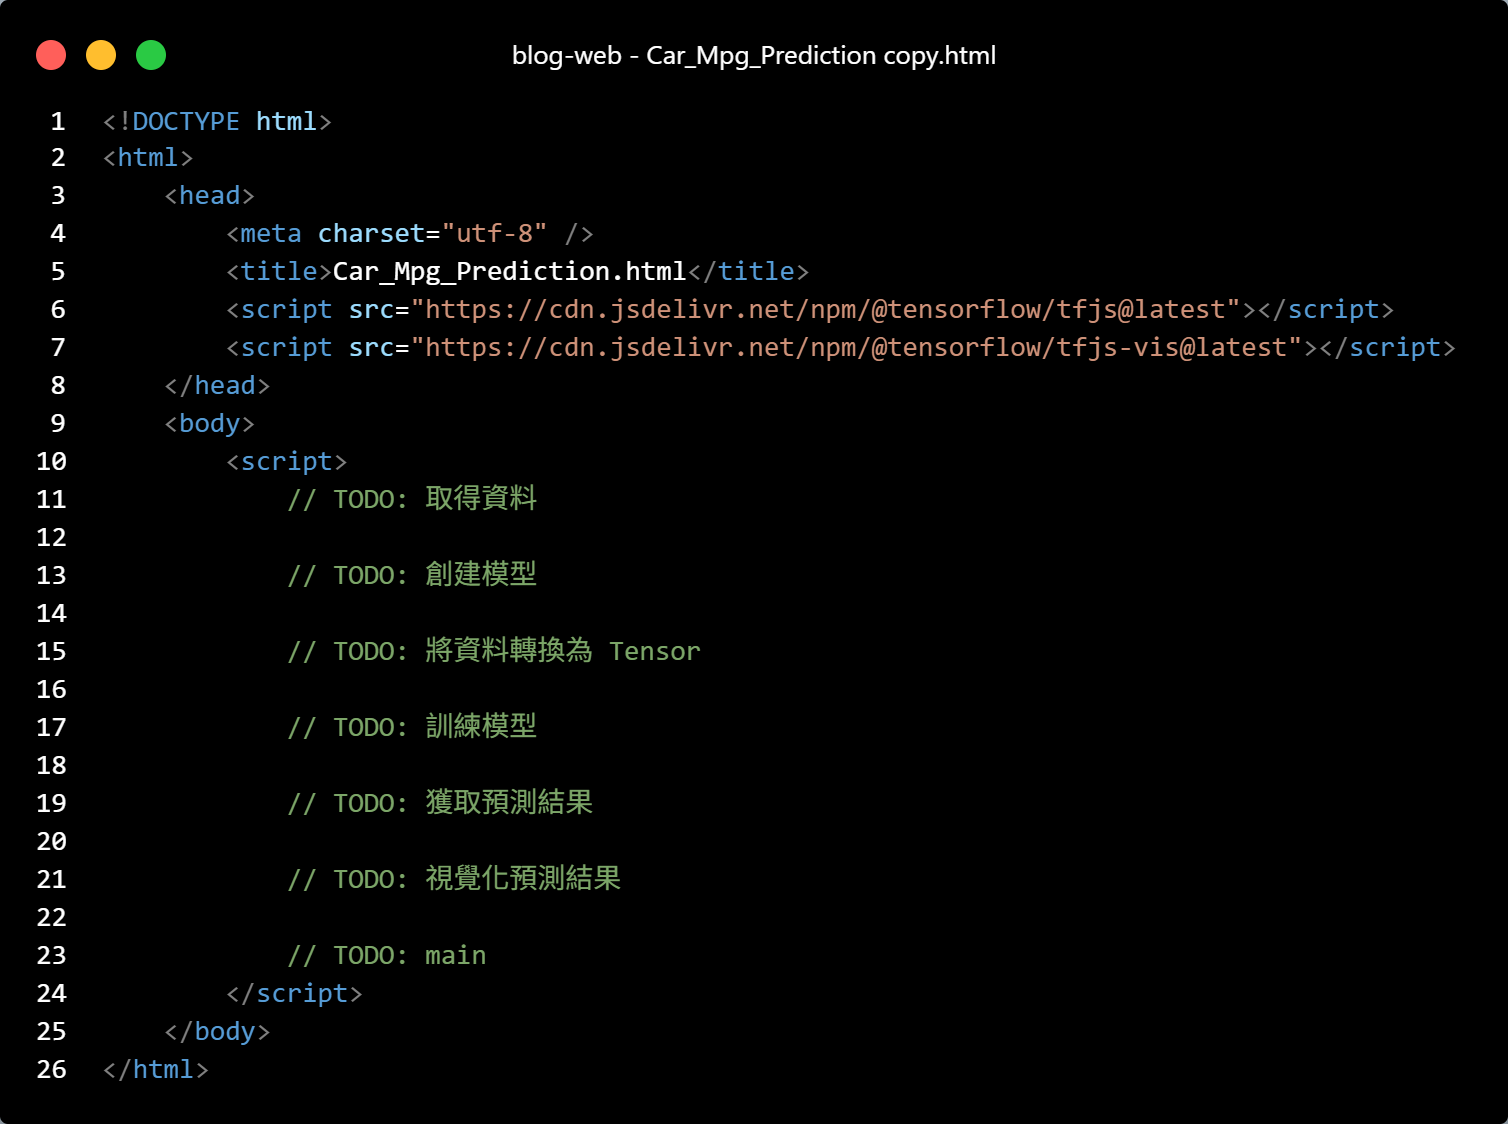 blog-web - Car_Mpg_Prediction copy.html
1 <!DOCTYPE html>
2 <html>
3     <head>
4         <meta charset="utf-8" />
5         <title>Car_Mpg_Prediction.html</title>
6         <script src="https://cdn.jsdelivr.net/npm/@tensorflow/tfjs@latest"></script>
7         <script src="https://cdn.jsdelivr.net/npm/@tensorflow/tfjs-vis@latest"></script>
8     </head>
9     <body>
10         <script>
11             // TODO: 取得資料
12
13             // TODO: 創建模型
14
15             // TODO: 將資料轉換為 Tensor
16
17             // TODO: 訓練模型
18
19             // TODO: 獲取預測結果
20
21             // TODO: 視覺化預測結果
22
23             // TODO: main
24         </script>
25     </body>
26 </html>